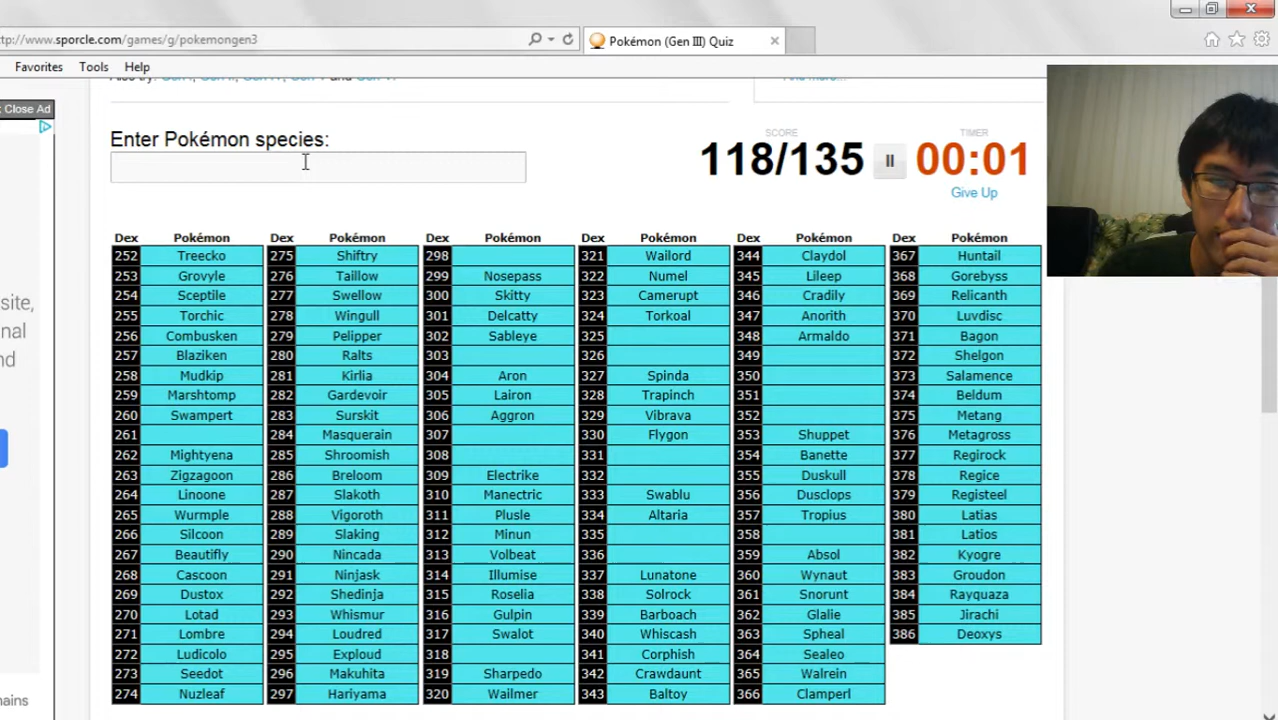 ttp://www.sporcle.com/games/g/pokemongen3
Pokémon (Gen III) Quiz
Favorites Tools Help
Close Ad
Enter Pokémon species:
SCORE
118/135
TIMER
00:01
Give Up
site,
nal
and
mains
ons
Dex Pokémon Dex Pokémon Dex Pokémon Dex Pokémon Dex Pokémon Dex Pokémon
252 Treecko 275 Shiftry 298 321 Wailord 344 Claydol 367 Huntail
253 Grovyle 276 Taillow 299 Nosepass 322 Numel 345 Lileep 368 Gorebyss
254 Sceptile 277 Swellow 300 Skitty 323 Camerupt 346 Cradily 369 Relicanth
255 Torchic 278 Wingull 301 Delcatty 324 Torkoal 347 Anorith 370 Luvdisc
256 Combusken 279 Pelipper 302 Sableye 325 348 Armaldo 371 Bagon
257 Blaziken 280 Ralts 303 326 349 372 Shelgon
258 Mudkip 281 Kirlia 304 Aron 327 Spinda 350 373 Salamence
259 Marshtomp 282 Gardevoir 305 Lairon 328 Trapinch 351 374 Beldum
260 Swampert 283 Surskit 306 Aggron 329 Vibrava 352 375 Metang
261 284 Masquerain 307 330 Flygon 353 Shuppet 376 Metagross
262 Mightyena 285 Shroomish 308 331 354 Banette 377 Regirock
263 Zigzagoon 286 Breloom 309 Electrike 332 355 Duskull 378 Regice
264 Linoone 287 Slakoth 310 Manectric 333 Swablu 356 Dusclops 379 Registeel
265 Wurmple 288 Vigoroth 311 Plusle 334 Altaria 357 Tropius 380 Latias
266 Silcoon 289 Slaking 312 Minun 335 358 381 Latios
267 Beautifly 290 Nincada 313 Volbeat 336 359 Absol 382 Kyogre
268 Cascoon 291 Ninjask 314 Illumise 337 Lunatone 360 Wynaut 383 Groudon
269 Dustox 292 Shedinja 315 Roselia 338 Solrock 361 Snorunt 384 Rayquaza
270 Lotad 293 Whismur 316 Gulpin 339 Barboach 362 Glalie 385 Jirachi
271 Lombre 294 Loudred 317 Swalot 340 Whiscash 363 Spheal 386 Deoxys
272 Ludicolo 295 Exploud 318 341 Corphish 364 Sealeo
273 Seedot 296 Makuhita 319 Sharpedo 342 Crawdaunt 365 Walrein
274 Nuzleaf 297 Hariyama 320 Wailmer 343 Baltoy 366 Clamperl